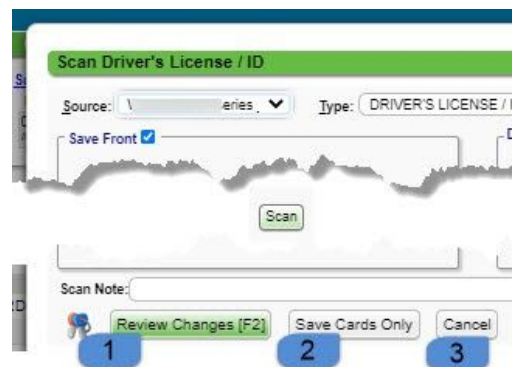 Scan Driver's License / ID
Source: \ eries Type: DRIVER'S LICENSE /
Save Front
Scan
Scan Note:
Review Changes [F2] Save Cards Only Cancel
1 2 3